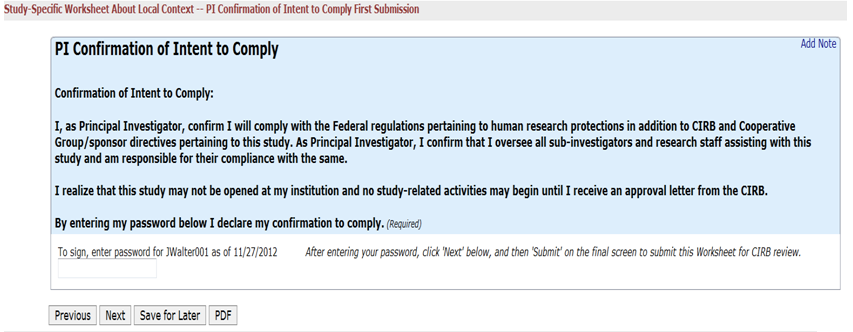 Study-Specific Worksheet About Local Context -- PI Confirmation of Intent to Comply First Submission
PI Confirmation of Intent to Comply
Add Note
Confirmation of Intent to Comply:
I, as Principal Investigator, confirm I will comply with the Federal regulations pertaining to human research protections in addition to CIRB and Cooperative
Group/sponsor directives pertaining to this study. As Principal Investigator, I confirm that I oversee all sub-investigators and research staff assisting with this
study and am responsible for their compliance with the same.
I realize that this study may not be opened at my institution and no study-related activities may begin until I receive an approval letter from the CIRB.
By entering my password below I declare my confirmation to comply. (Required)
To sign, enter password for JWalter001 as of 11/27/2012 After entering your password, click 'Next' below, and then 'Submit' on the final screen to submit this Worksheet for CIRB review.
Previous Next Save for Later PDF